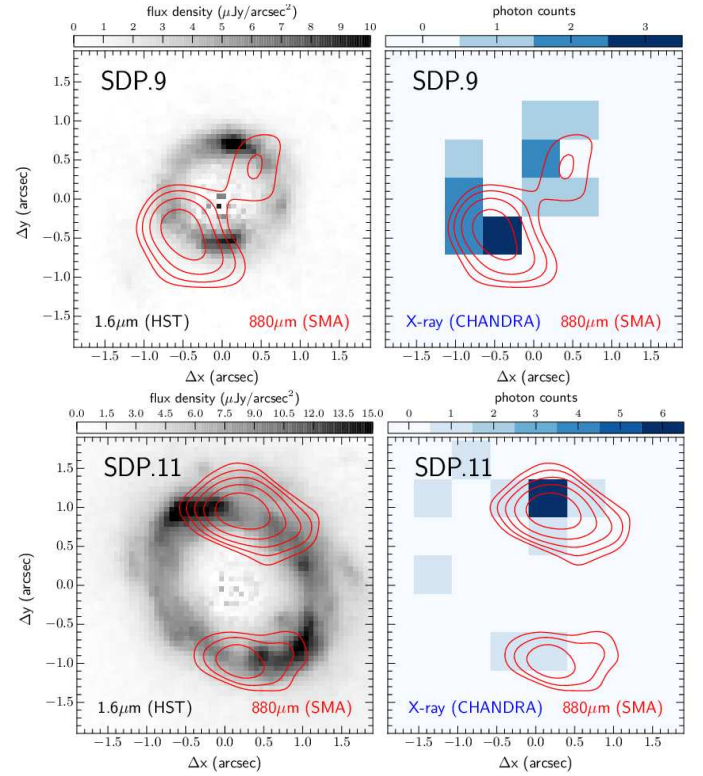 flux density (μJy/arcsec²)
0 1 2 3 4 5 6 7 8 9 10
SDP.9
1.5
1.0
0.5
0.0
−0.5
−1.0
−1.5
Δy (arcsec)
1.6μm (HST) 880μm (SMA)
−1.5 −1.0 −0.5 0.0 0.5 1.0 1.5
Δx (arcsec)
photon counts
0 1 2 3
SDP.9
X-ray (CHANDRA) 880μm (SMA)
−1.5 −1.0 −0.5 0.0 0.5 1.0 1.5
Δx (arcsec)
flux density (μJy/arcsec²)
0.0 1.5 3.0 4.5 6.0 7.5 9.0 10.5 12.0 13.5 15.0
SDP.11
1.5
1.0
0.5
0.0
−0.5
−1.0
−1.5
Δy (arcsec)
1.6μm (HST) 880μm (SMA)
−1.5 −1.0 −0.5 0.0 0.5 1.0 1.5
Δx (arcsec)
photon counts
0 1 2 3 4 5 6
SDP.11
X-ray (CHANDRA) 880μm (SMA)
−1.5 −1.0 −0.5 0.0 0.5 1.0 1.5
Δx (arcsec)